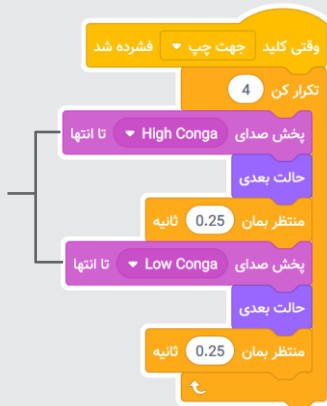 وقتی کلید جهت چپ فشرده شد
تکرار کن 4
پخش صدای High Conga تا انتها
حالت بعدی
منتظر بمان 0.25 ثانیه
پخش صدای Low Conga تا انتها
حالت بعدی
منتظر بمان 0.25 ثانیه